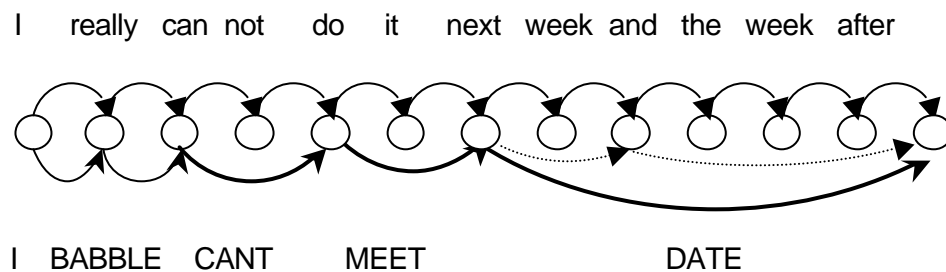 I really can not do it next week and the week after
I BABBLE CANT MEET DATE